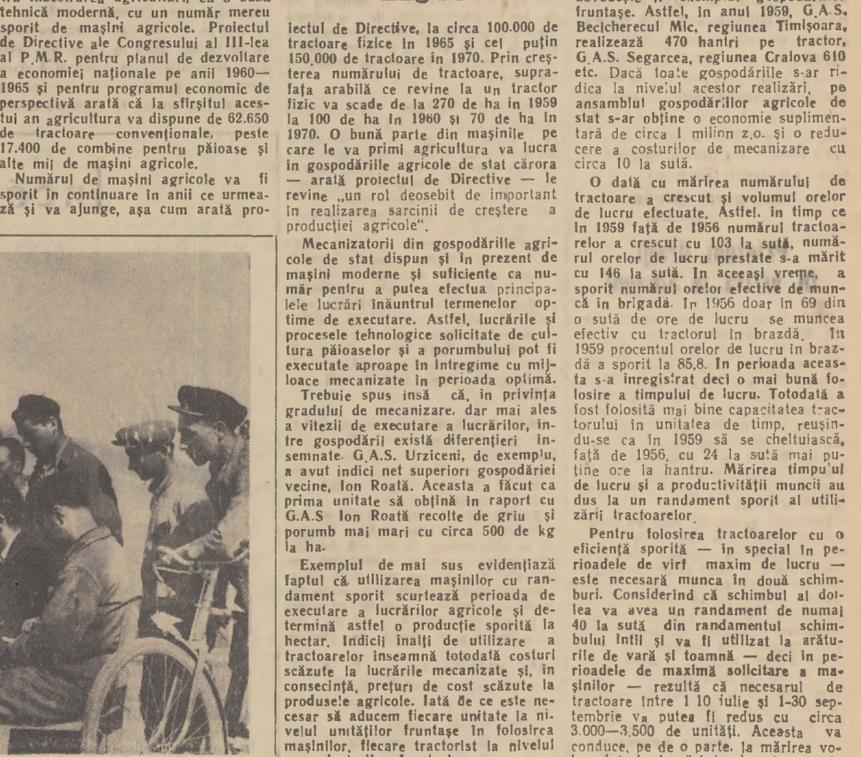 tehnică modernă, cu un număr mereu
sporit de mașini agricole. Proiectul
de Directive ale Congresului al III-lea
al P.M.R. pentru planul de dezvoltare
a economiei naționale pe anii 1960—
1965 și pentru programul economic de
perspectivă arată că la sfîrșitul aces-
tui an agricultura va dispune de 62.650
de tractoare convenționale, peste
17.400 de combine pentru păioase și
alte mii de mașini agricole.
Numărul de mașini agricole va fi
sporit în continuare în anii ce urmea-
ză și va ajunge, așa cum arată pro-
iectul de Directive, la circa 100.000 de
tractoare fizice în 1965 și cel puțin
150.000 de tractoare în 1970. Prin creș-
terea numărului de tractoare, supra-
fața arabilă ce revine la un tractor
fizic va scade de la 270 de ha în 1959
la 100 de ha în 1960 și 70 de ha în
1970. O bună parte din mașinile pe
care le va primi agricultura va lucra
în gospodăriile agricole de stat cărora
— arată proiectul de Directive — le
revine „un rol deosebit de important
în realizarea sarcinii de creștere a
producției agricole“.
Mecanizatorii din gospodăriile agri-
cole de stat dispun și în prezent de
mașini moderne și suficiente ca nu-
măr pentru a putea efectua principa-
lele lucrări înăuntrul termenelor op-
time de executare. Astfel, lucrările și
procesele tehnologice solicitate de cul-
tura păioaselor și a porumbului pot fi
executate aproape în întregime cu mij-
loace mecanizate în perioada optimă.
Trebuie spus însă că, în privința
gradului de mecanizare, dar mai ales
a vitezii de executare a lucrărilor, în-
tre gospodării există diferențieri în-
semnate. G.A.S. Urziceni, de exemplu,
a avut indici net superiori gospodăriei
vecine, Ion Roată. Aceasta a făcut ca
prima unitate să obțină în raport cu
G.A.S Ion Roată recolte de grîu și
porumb mai mari cu circa 500 de kg
la ha.
Exemplul de mai sus evidențiază
faptul că utilizarea mașinilor cu ran-
dament sporit scurtează perioada de
executare a lucrărilor agricole și de-
termină astfel o producție sporită la
hectar. Indicii înalți de utilizare a
tractoarelor înseamnă totodată costuri
scăzute la lucrările mecanizate și, în
consecință, prețuri de cost scăzute la
produsele agricole. Iată de ce este ne-
cesar să aducem fiecare unitate la ni-
velul unităților fruntașe în folosirea
mașinilor, fiecare tractorist la nivelul
fruntașe. Astfel, în anul 1959, G.A.S.
Becicherecul Mic, regiunea Timișoara,
realizează 470 hantri pe tractor,
G.A.S. Segarcea, regiunea Craiova 610
etc. Dacă toate gospodăriile s-ar ri-
dica la nivelul acestor realizări, pe
ansamblul gospodăriilor agricole de
stat s-ar obține o economie suplimen-
tară de circa 1 milion z.o. și o redu-
cere a costurilor de mecanizare cu
circa 10 la sută.
O dată cu mărirea numărului de
tractoare a crescut și volumul orelor
de lucru efectuate. Astfel, în timp ce
în 1959 față de 1956 numărul tractoa-
relor a crescut cu 103 la sută, numă-
rul orelor de lucru prestate s-a mărit
cu 146 la sută. In aceeași vreme, a
sporit numărul orelor efective de mun-
că în brigadă. In 1956 doar în 69 din
o sută de ore de lucru se muncea
efectiv cu tractorul în brazdă. In
1959 procentul orelor de lucru în braz-
dă a sporit la 85,8. In perioada aceas-
ta s-a înregistrat deci o mai bună fo-
losire a timpului de lucru. Totodată a
fost folosită mai bine capacitatea trac-
torului în unitatea de timp, reușin-
du-se ca în 1959 să se cheltuiască,
față de 1956, cu 24 la sută mai pu-
ține ore la hantru. Mărirea timpului
de lucru și a productivității muncii au
dus la un randament sporit al utili-
zării tractoarelor.
Pentru folosirea tractoarelor cu o
eficiență sporită — în special în pe-
rioadele de vîrf maxim de lucru —
este necesară munca în două schim-
buri. Considerînd că schimbul al doi-
lea va avea un randament de numai
40 la sută din randamentul schim-
bului întîi și va fi utilizat la arătu-
rile de vară și toamnă — deci în pe-
rioadele de maximă solicitare a ma-
șinilor — rezultă că necesarul de
tractoare între 1 10 iulie și 1-30 sep-
tembrie va putea fi redus cu circa
3.000—3.500 de unități. Aceasta va
conduce, pe de o parte, la mărirea vo-